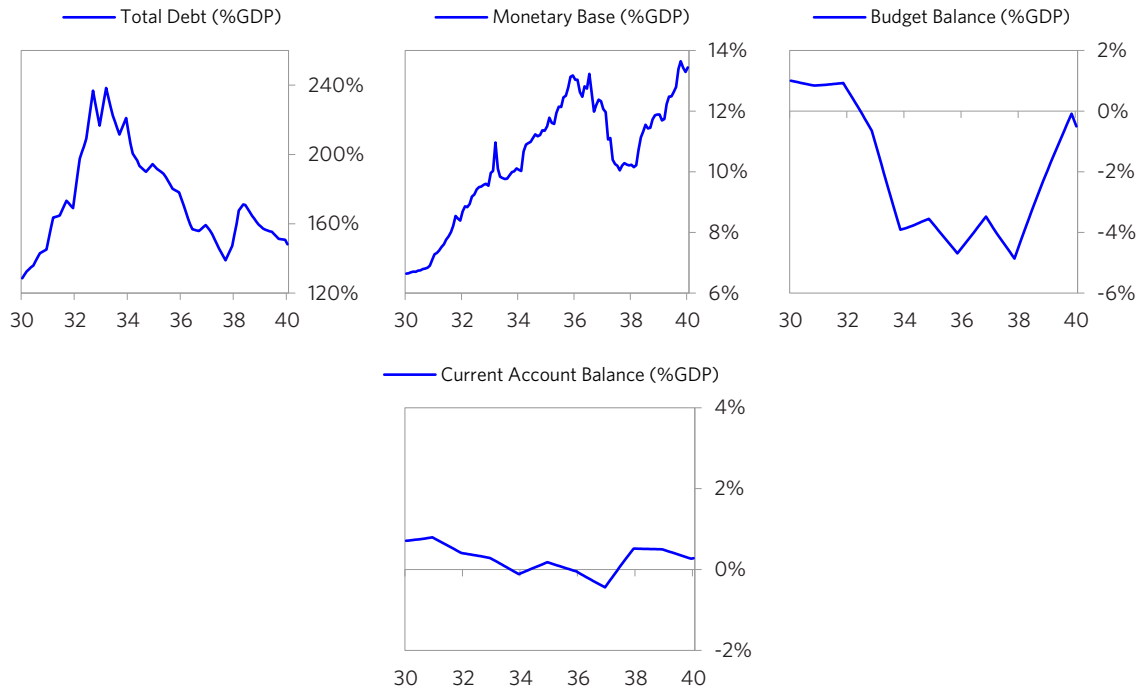 Total Debt (%GDP)
240%
200%
160%
120%
30 32 34 36 38 40
Monetary Base (%GDP)
14%
12%
10%
8%
6%
30 32 34 36 38 40
Budget Balance (%GDP)
2%
0%
-2%
-4%
-6%
30 32 34 36 38 40
Current Account Balance (%GDP)
4%
2%
0%
-2%
30 32 34 36 38 40